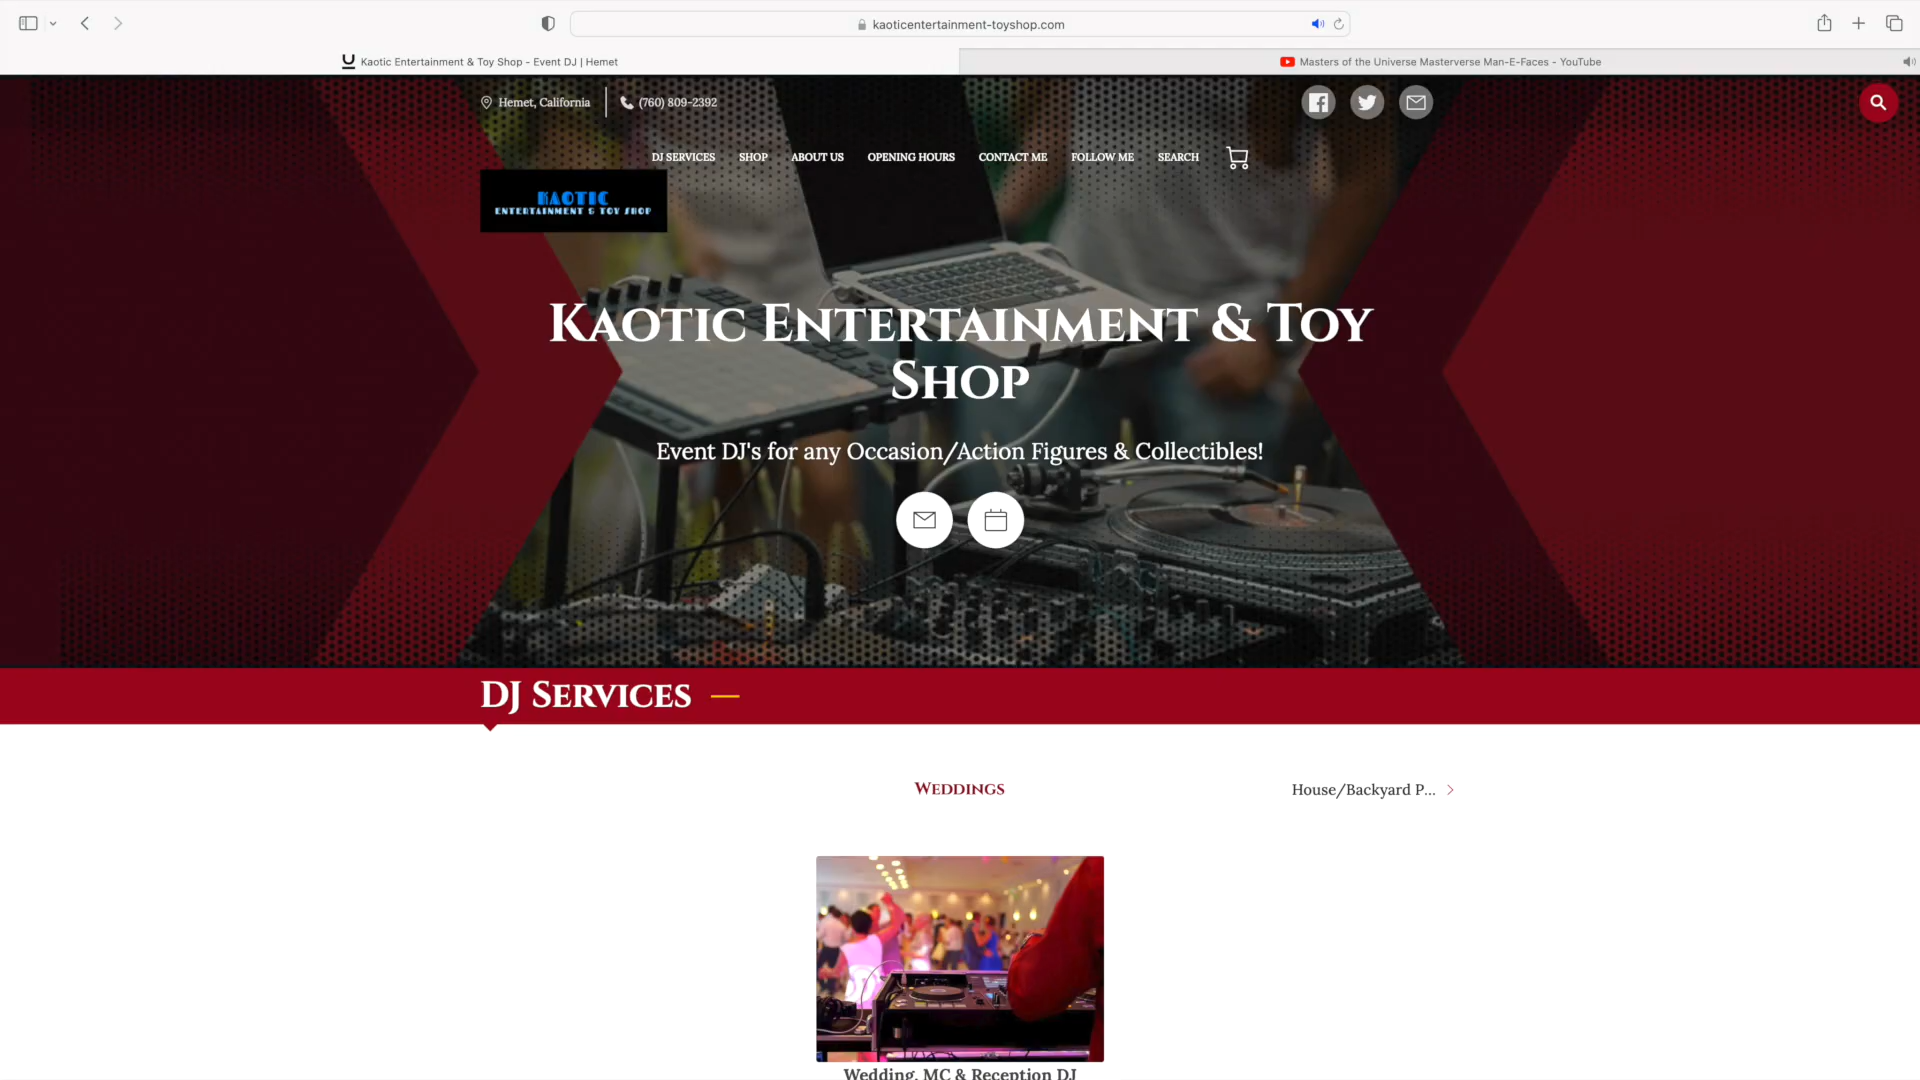 kaoticentertainment-toyshop.com
Kaotic Entertainment & Toy Shop - Event DJ | Hemet
Masters of the Universe Masterverse Man-E-Faces - YouTube
Hemet, California
(760) 809-2392
DJ SERVICES
SHOP
ABOUT US
OPENING HOURS
CONTACT ME
FOLLOW ME
SEARCH
KAOTIC
ENTERTAINMENT & TOY SHOP
Kaotic Entertainment & Toy
Shop
Event DJ's for any Occasion/Action Figures & Collectibles!
DJ Services
Weddings
House/Backyard P...
Wedding, MC & Reception DJ